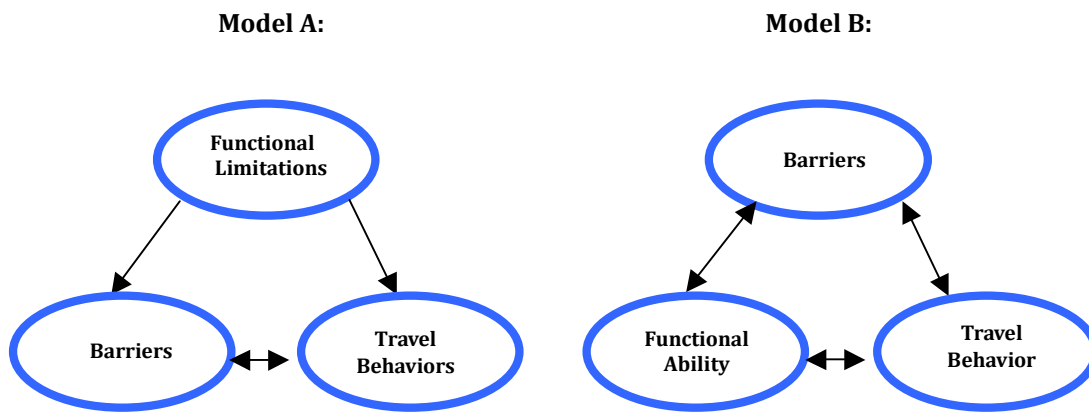 Model A:
Model B:
Functional
Limitations
Barriers
Barriers
Travel
Behaviors
Functional
Ability
Travel
Behavior